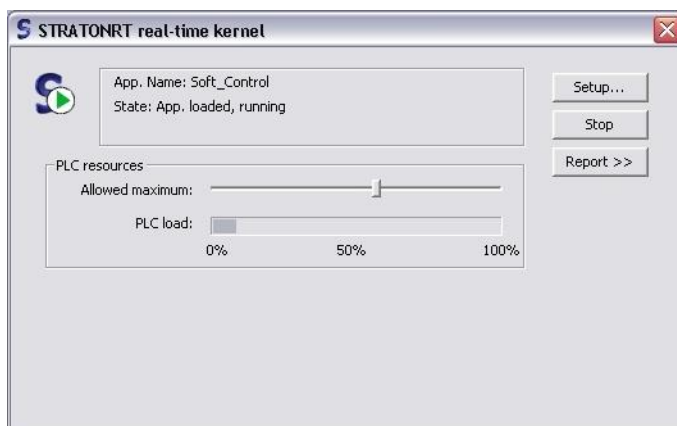 STRATONRT real-time kernel
App. Name: Soft_Control
State: App. loaded, running
Setup...
Stop
Report >>
PLC resources
Allowed maximum:
PLC load:
0% 50% 100%